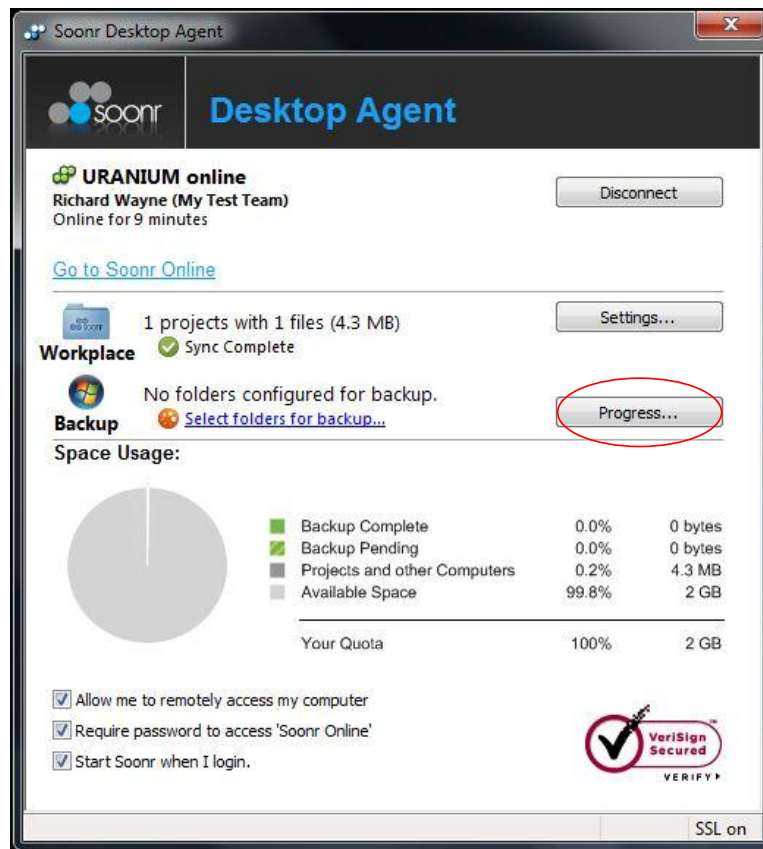 Soonr Desktop Agent
soonr
Desktop Agent
URANIUM online
Richard Wayne (My Test Team)
Online for 9 minutes
Disconnect
Go to Soonr Online
1 projects with 1 files (4.3 MB)
Settings...
Workplace
Sync Complete
No folders configured for backup.
Progress...
Backup
Select folders for backup...
Space Usage:
Backup Complete 0.0% 0 bytes
Backup Pending 0.0% 0 bytes
Projects and other Computers 0.2% 4.3 MB
Available Space 99.8% 2 GB
Your Quota 100% 2 GB
Allow me to remotely access my computer
Require password to access 'Soonr Online'
Start Soonr when I login.
VeriSign
Secured
VERIFY
SSL on